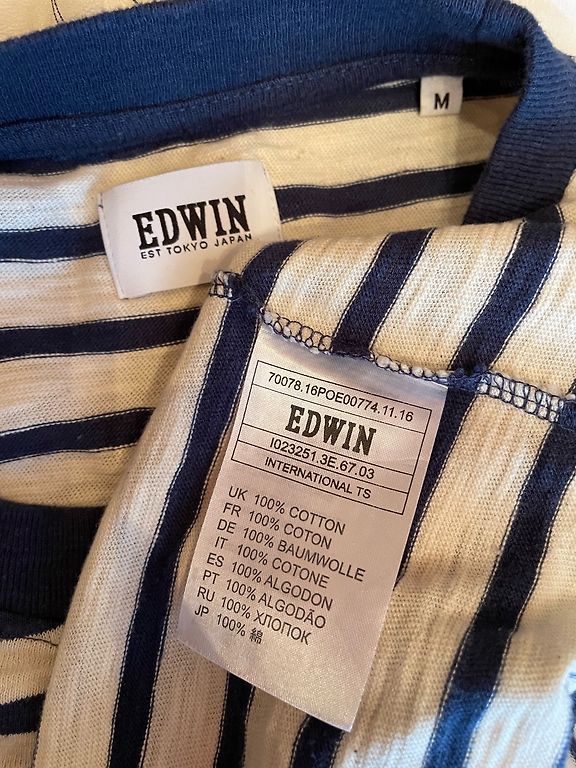 M
EDWIN
EST TOKYO JAPAN
70078.16POE00774.11.16
EDWIN
I023251.3E.67.03
INTERNATIONAL TS
UK 100% COTTON
FR 100% COTON
DE 100% BAUMWOLLE
IT 100% COTONE
ES 100% ALGODON
PT 100% ALGODÃO
RU 100% ХЛОПОК
JP 100% 綿